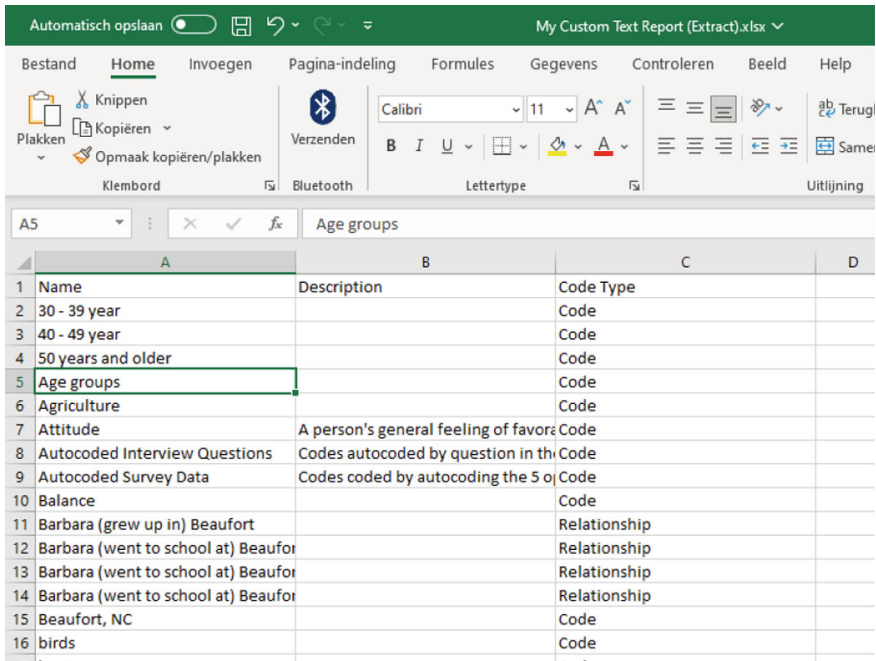 Automatisch opslaan
My Custom Text Report (Extract).xlsx
Bestand Home Invoegen Pagina-indeling Formules Gegevens Controleren Beeld Help
Plakken
Knippen
Kopiëren
Opmaak kopiëren/plakken
Klembord
Verzenden
Bluetooth
Calibri 11 A A
B I U A
Lettertype
ab
Uitlijning
A5 fx Age groups
A B C D
1 Name Description Code Type
2 30 - 39 year Code
3 40 - 49 year Code
4 50 years and older Code
5 Age groups Code
6 Agriculture Code
7 Attitude A person's general feeling of Code
8 Autocoded Interview Questions Codes autocoded by question in Code
9 Autocoded Survey Data Codes coded by autocoding the 5 Code
10 Balance Code
11 Barbara (grew up in) Beaufort Relationship
12 Barbara (went to school at) Relationship
13 Barbara (went to school at) Relationship
14 Barbara (went to school at) Relationship
15 Beaufort, NC Code
16 birds Code